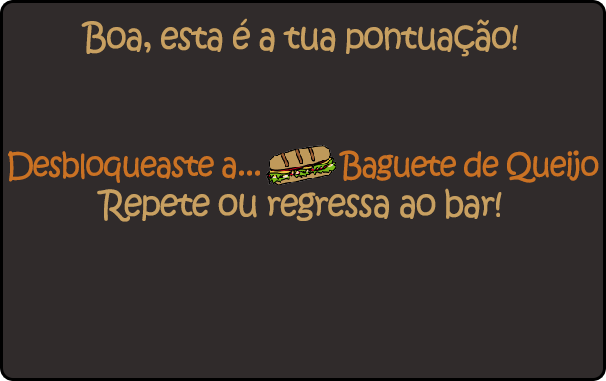 Boa, esta é a tua pontuação!
Desbloqueaste a... Baguete de Queijo
Repete ou regressa ao bar!